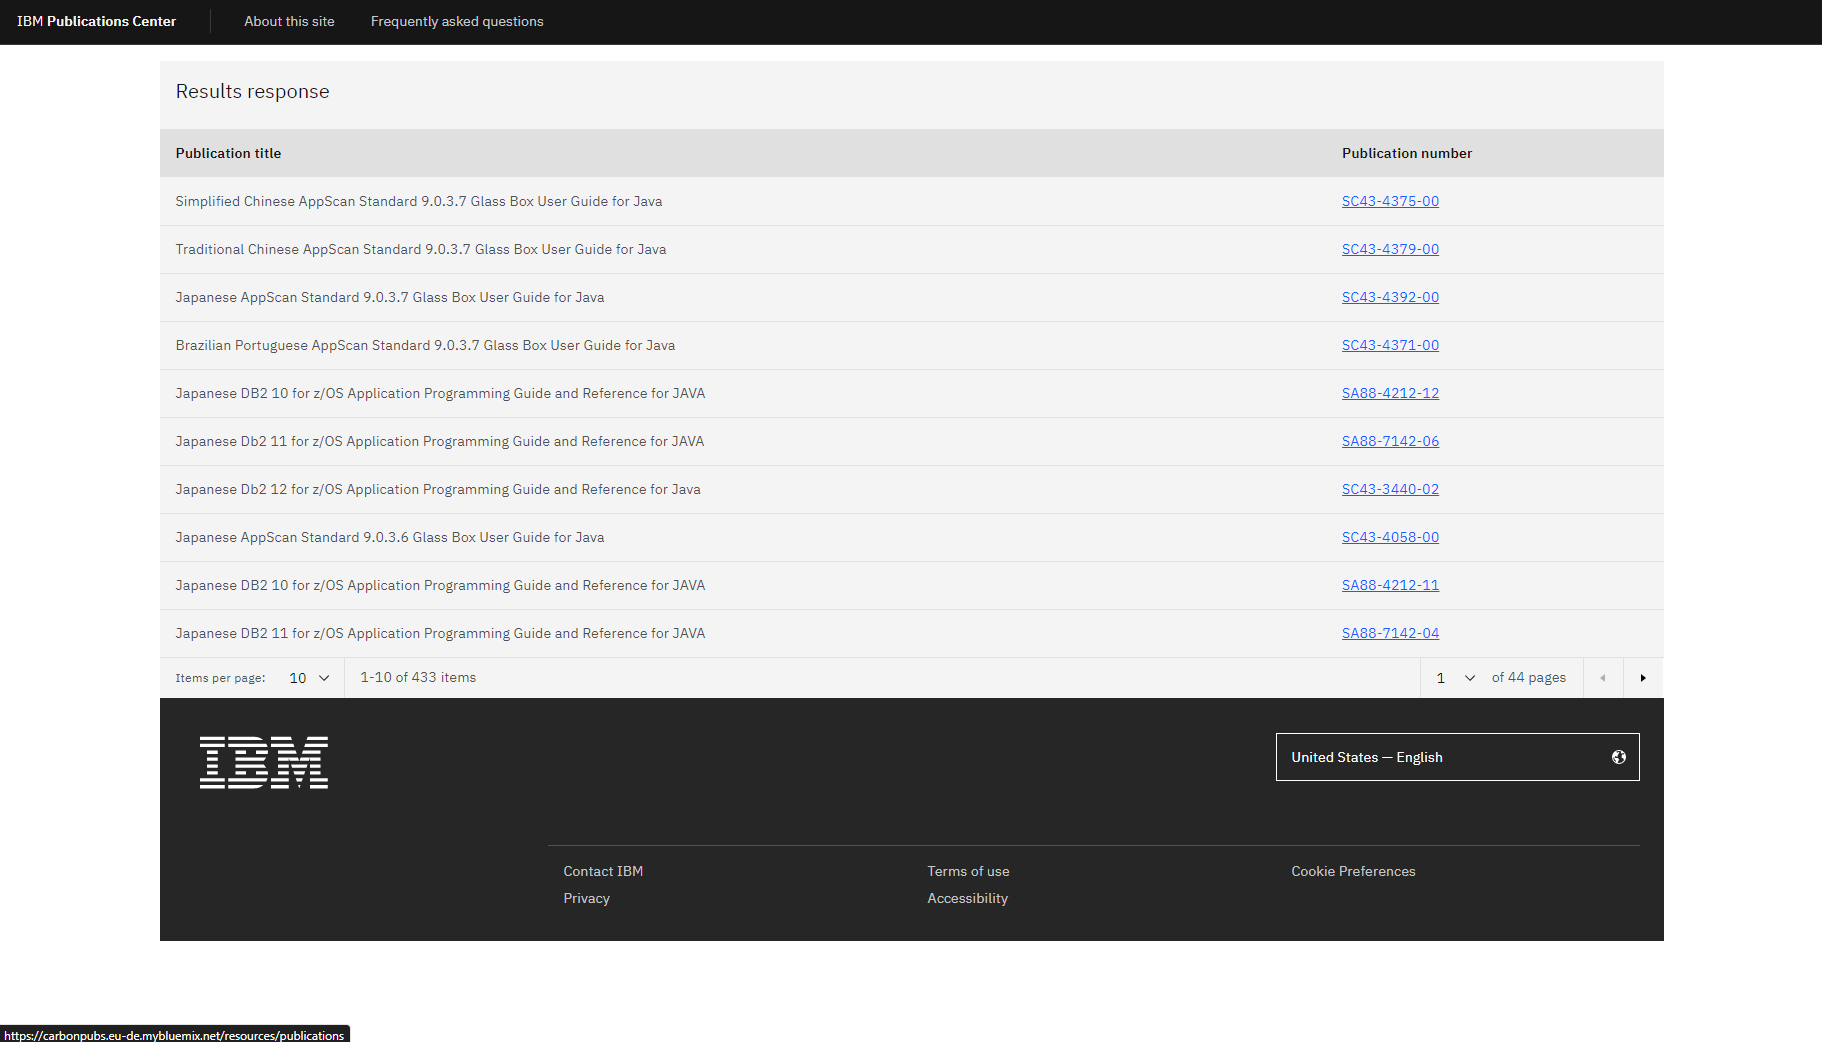 IBM Publications Center About this site Frequently asked questions
Results response
Publication title Publication number
Simplified Chinese AppScan Standard 9.0.3.7 Glass Box User Guide for Java SC43-4375-00
Traditional Chinese AppScan Standard 9.0.3.7 Glass Box User Guide for Java SC43-4379-00
Japanese AppScan Standard 9.0.3.7 Glass Box User Guide for Java SC43-4392-00
Brazilian Portuguese AppScan Standard 9.0.3.7 Glass Box User Guide for Java SC43-4371-00
Japanese DB2 10 for z/OS Application Programming Guide and Reference for JAVA SA88-4212-12
Japanese Db2 11 for z/OS Application Programming Guide and Reference for JAVA SA88-7142-06
Japanese Db2 12 for z/OS Application Programming Guide and Reference for Java SC43-3440-02
Japanese AppScan Standard 9.0.3.6 Glass Box User Guide for Java SC43-4058-00
Japanese DB2 10 for z/OS Application Programming Guide and Reference for JAVA SA88-4212-11
Japanese DB2 11 for z/OS Application Programming Guide and Reference for JAVA SA88-7142-04
Items per page: 10 1-10 of 433 items 1 of 44 pages
IBM
United States — English
Contact IBM Terms of use Cookie Preferences
Privacy Accessibility
https://carbonpubs.eu-de.mybluemix.net/resources/publications